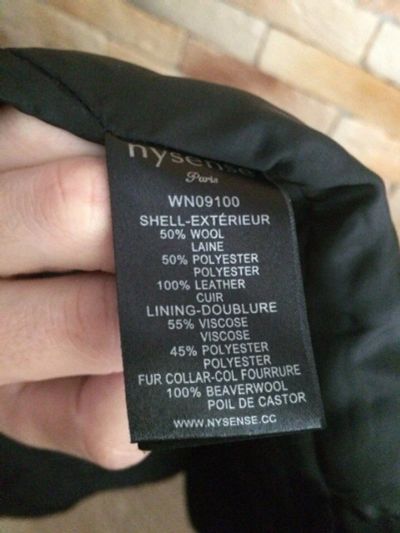 nysense
Paris
WN09100
SHELL-EXTÉRIEUR
50% WOOL
LAINE
50% POLYESTER
POLYESTER
100% LEATHER
CUIR
LINING-DOUBLURE
55% VISCOSE
VISCOSE
45% POLYESTER
POLYESTER
FUR COLLAR-COL FOURRURE
100% BEAVERWOOL
POIL DE CASTOR
WWW.NYSENSE.CC